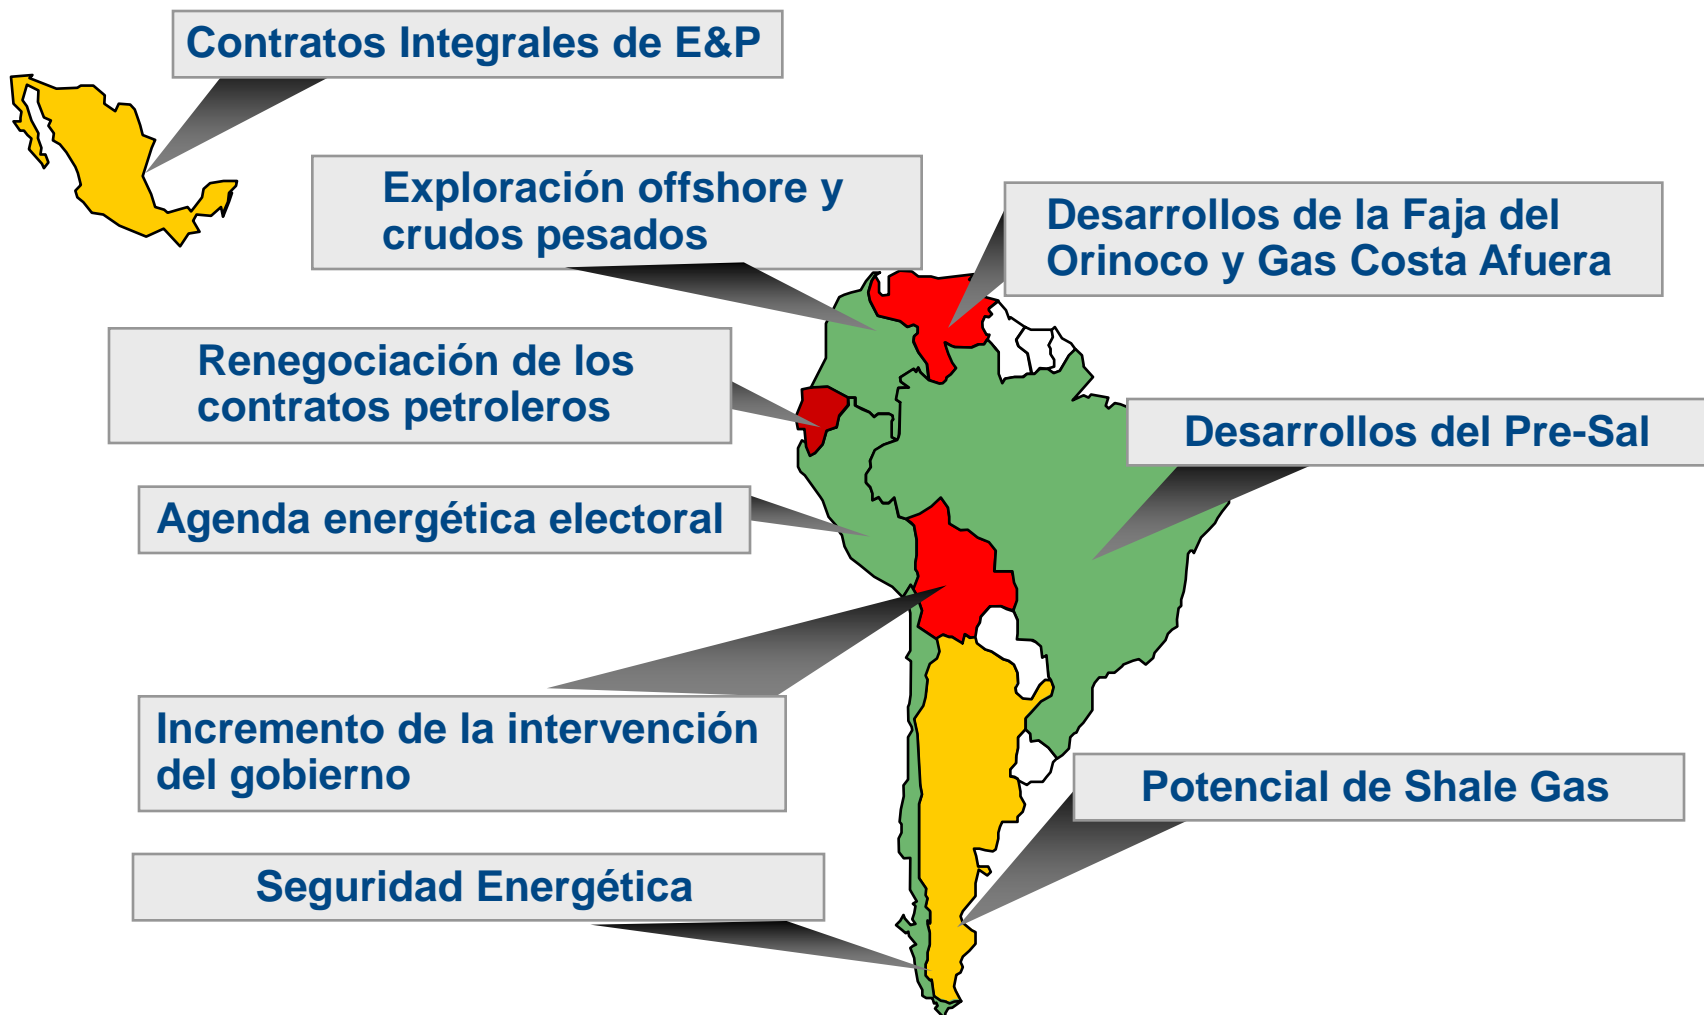 Contratos Integrales de E&P
Exploración offshore y
crudos pesados
Desarrollos de la Faja del
Orinoco y Gas Costa Afuera
Renegociación de los
contratos petroleros
Desarrollos del Pre-Sal
Agenda energética electoral
Incremento de la intervención
del gobierno
Potencial de Shale Gas
Seguridad Energética